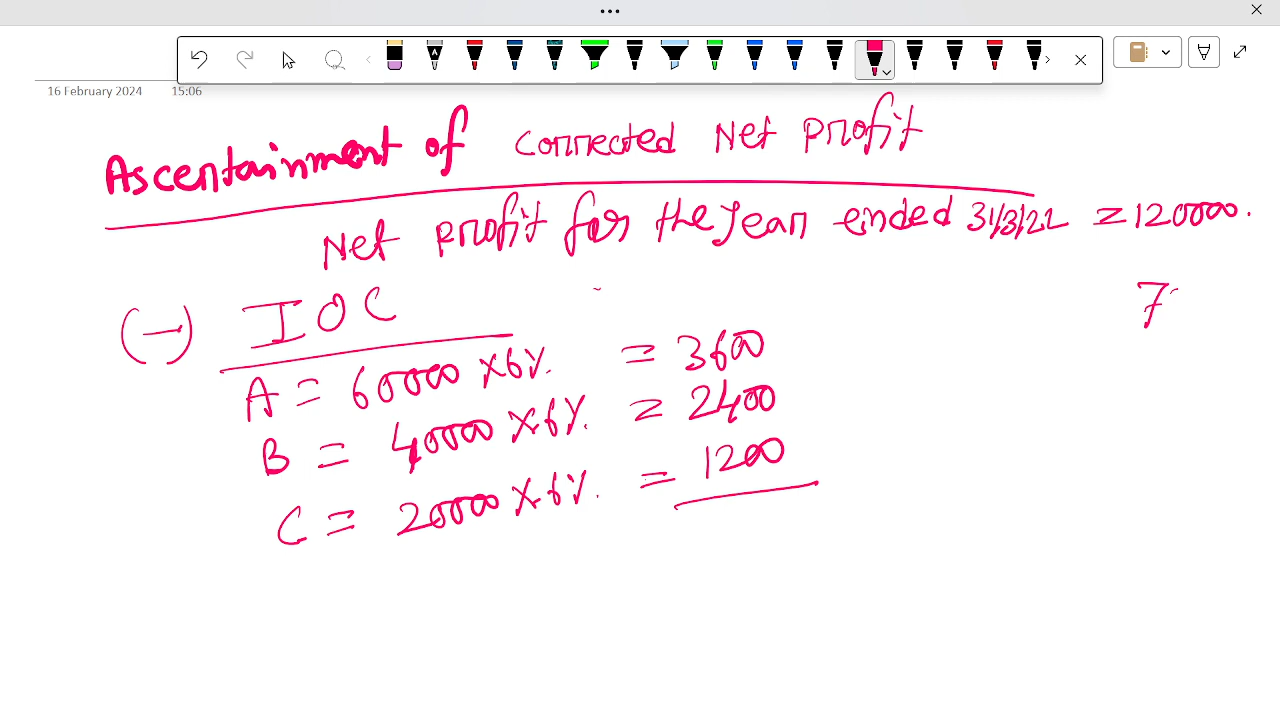 16 February 2024 15:06
Ascertainment of Corrected Net Profit
Net profit for the year ended 31/3/22 = 120000.
(-) IOC
7
A = 60000 x 6%. = 3600
B = 40000 x 6%. = 2400
C = 20000 x 6%. = 1200